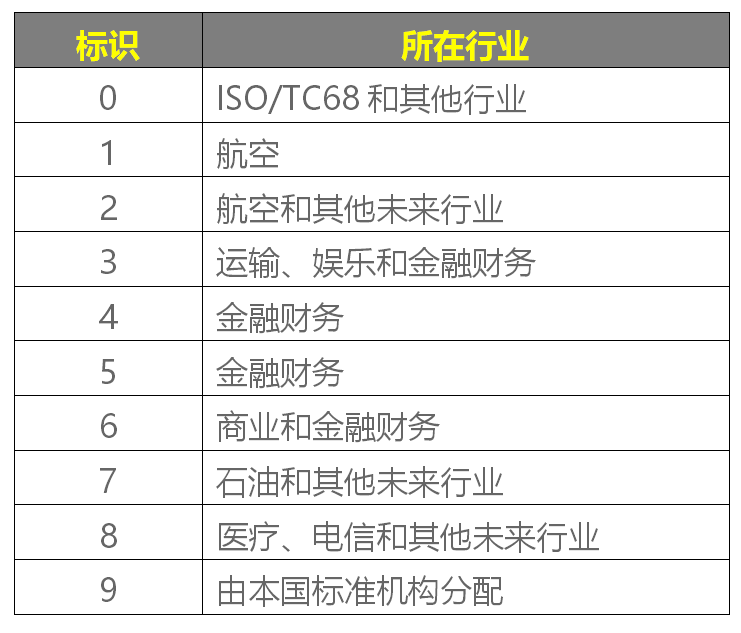 标识 所在行业
0 ISO/TC68 和其他行业
1 航空
2 航空和其他未来行业
3 运输、娱乐和金融财务
4 金融财务
5 金融财务
6 商业和金融财务
7 石油和其他未来行业
8 医疗、电信和其他未来行业
9 由本国标准机构分配